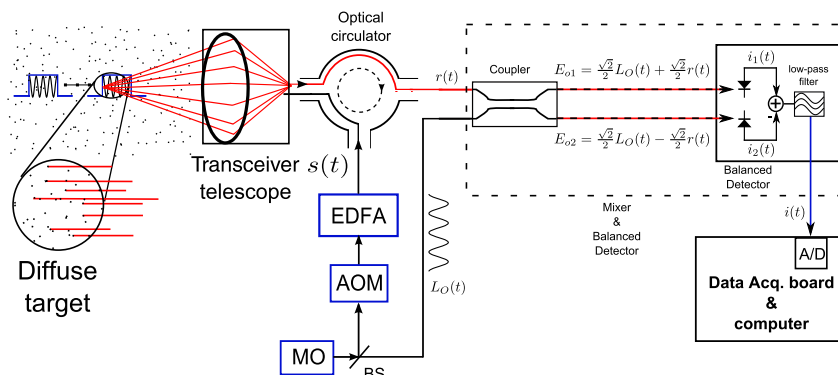 Optical
circulator
Transceiver
telescope
s(t)
r(t)
Coupler
E_{o1} = \frac{\sqrt{2}}{2}L_O(t) + \frac{\sqrt{2}}{2}r(t)
E_{o2} = \frac{\sqrt{2}}{2}L_O(t) − \frac{\sqrt{2}}{2}r(t)
i_1(t)
i_2(t)
+
-
low-pass
filter
Balanced
Detector
Mixer
&
Balanced
Detector
i(t)
A/D
Data Acq. board
&
computer
Diffuse
target
EDFA
AOM
L_O(t)
MO
BS